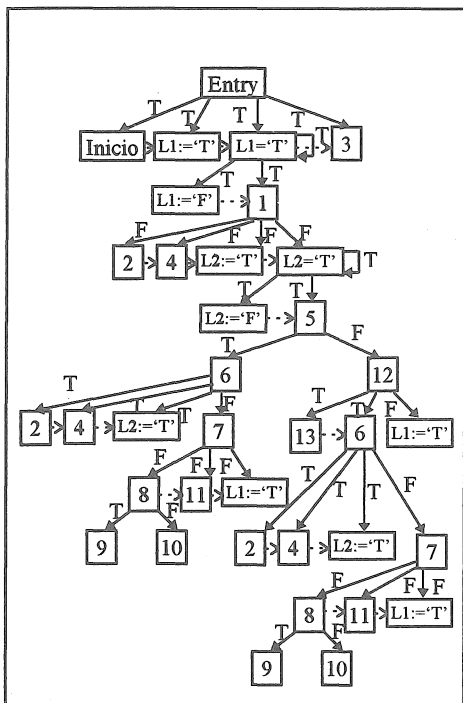 Entry
T T T T
Inicio L1:='T' L1='T' T 3
T T
L1:='F' 1
F F F F
2 4 L2:='T' L2='T' T
T T
L2:='F' 5
T F
6 12
T T T F T T F
2 4 L2:='T' 7 13 6 L1:='T'
F F F T T T F
8 11 L1:='T' 2 4 L2:='T' 7
T F F F F
9 10 8 11 L1:='T'
T F
9 10